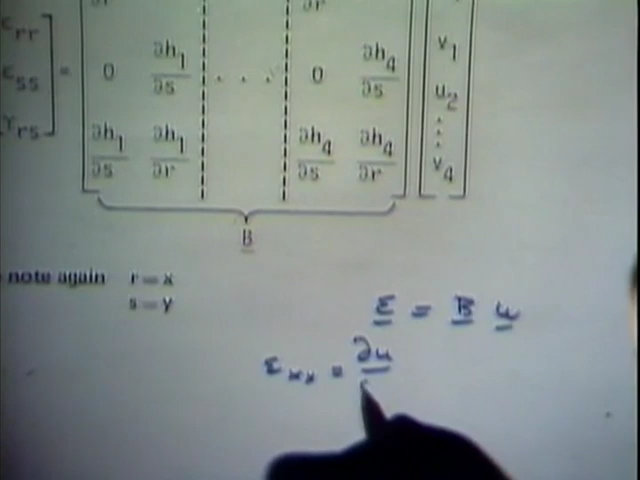 ∂r ∂r
ε_rr v₁
ε_ss = 0 ∂h₁/∂s . . . 0 ∂h₄/∂s u₂
γ_rs ∂h₁/∂s ∂h₁/∂r ∂h₄/∂s ∂h₄/∂r v₄
B
note again r = x
s = y
ε = B u
ε_xx = ∂u